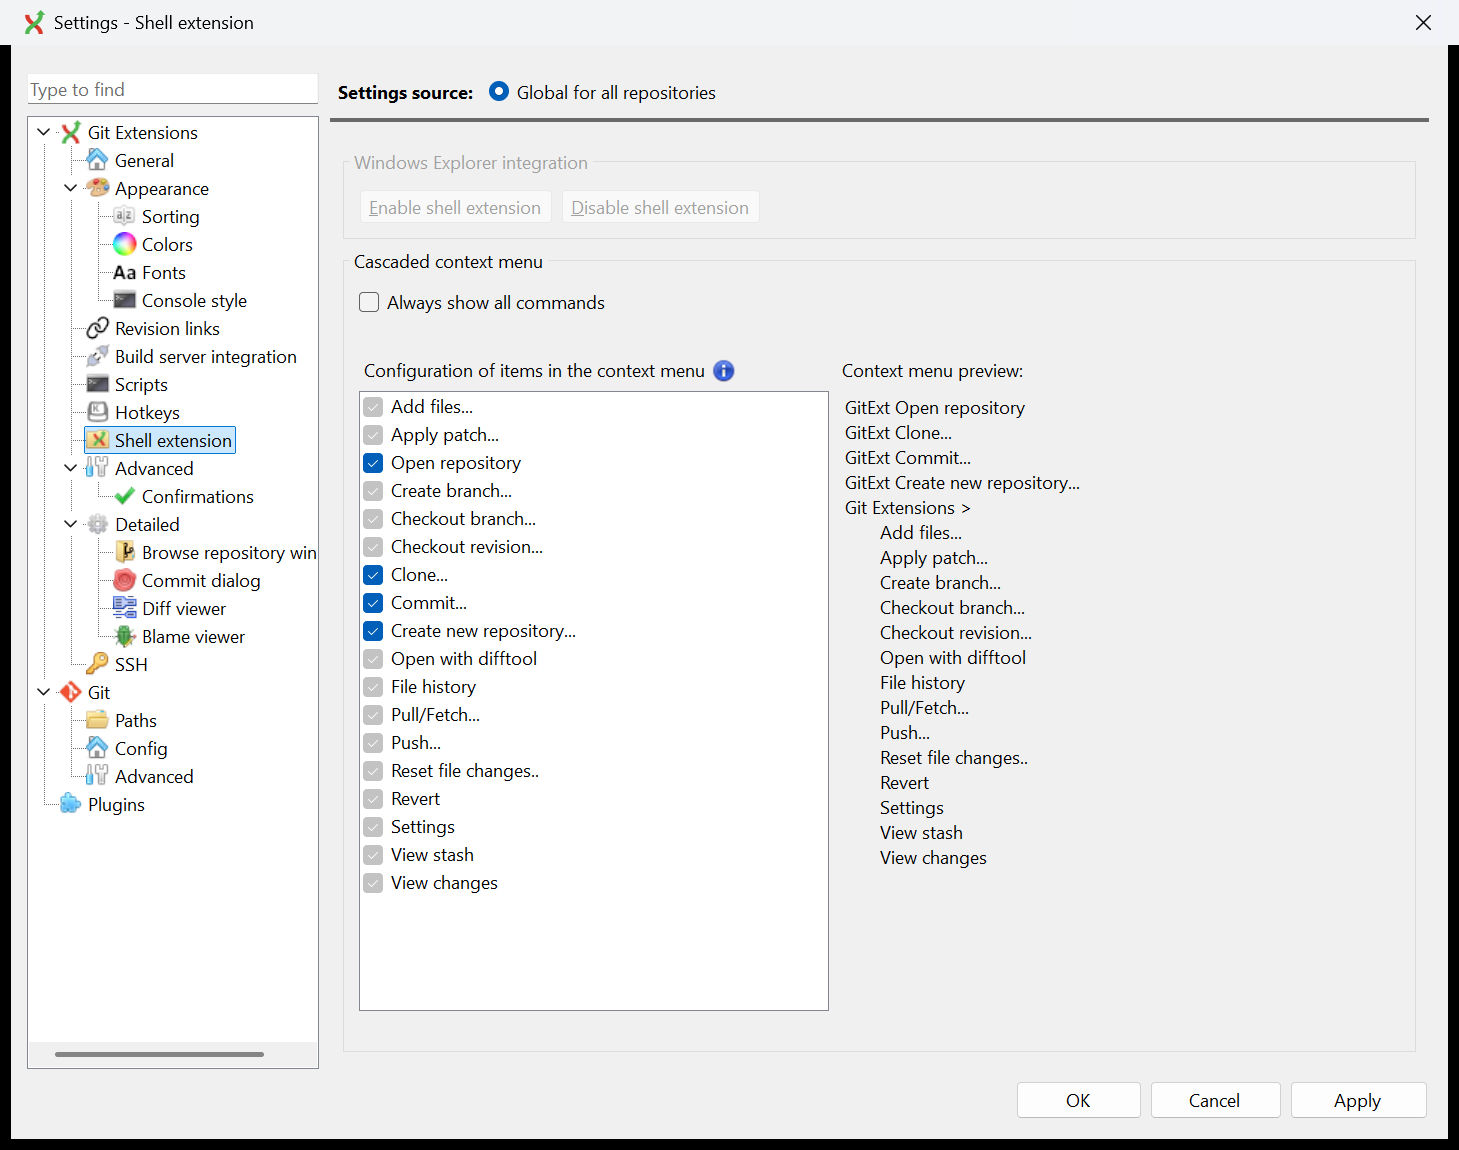 Settings - Shell extension
Type to find
Git Extensions
General
Appearance
Sorting
Colors
Aa Fonts
Console style
Revision links
Build server integration
Scripts
Hotkeys
Shell extension
Advanced
Confirmations
Detailed
Browse repository win
Commit dialog
Diff viewer
Blame viewer
SSH
Git
Paths
Config
Advanced
Plugins
Settings source: Global for all repositories
Windows Explorer integration
Enable shell extension Disable shell extension
Cascaded context menu
Always show all commands
Configuration of items in the context menu
Add files...
Apply patch...
Open repository
Create branch...
Checkout branch...
Checkout revision...
Clone...
Commit...
Create new repository...
Open with difftool
File history
Pull/Fetch...
Push...
Reset file changes..
Revert
Settings
View stash
View changes
Context menu preview:
GitExt Open repository
GitExt Clone...
GitExt Commit...
GitExt Create new repository...
Git Extensions >
Add files...
Apply patch...
Create branch...
Checkout branch...
Checkout revision...
Open with difftool
File history
Pull/Fetch...
Push...
Reset file changes..
Revert
Settings
View stash
View changes
OK Cancel Apply